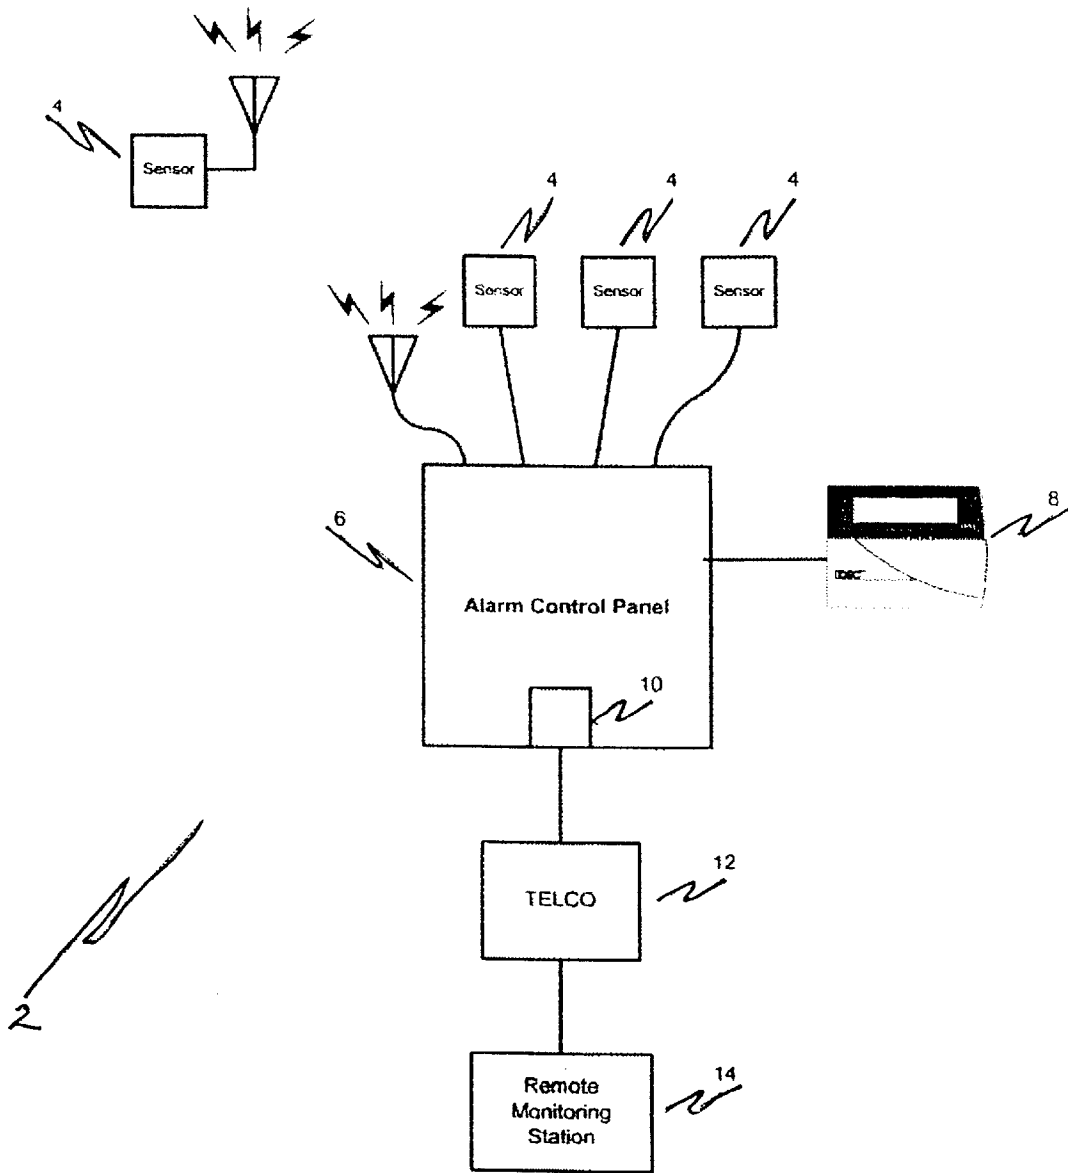 4
Sensor
4
4
4
Sensor
Sensor
Sensor
6
8
Alarm Control Panel
10
12
TELCO
2
14
Remote
Monitoring
Station